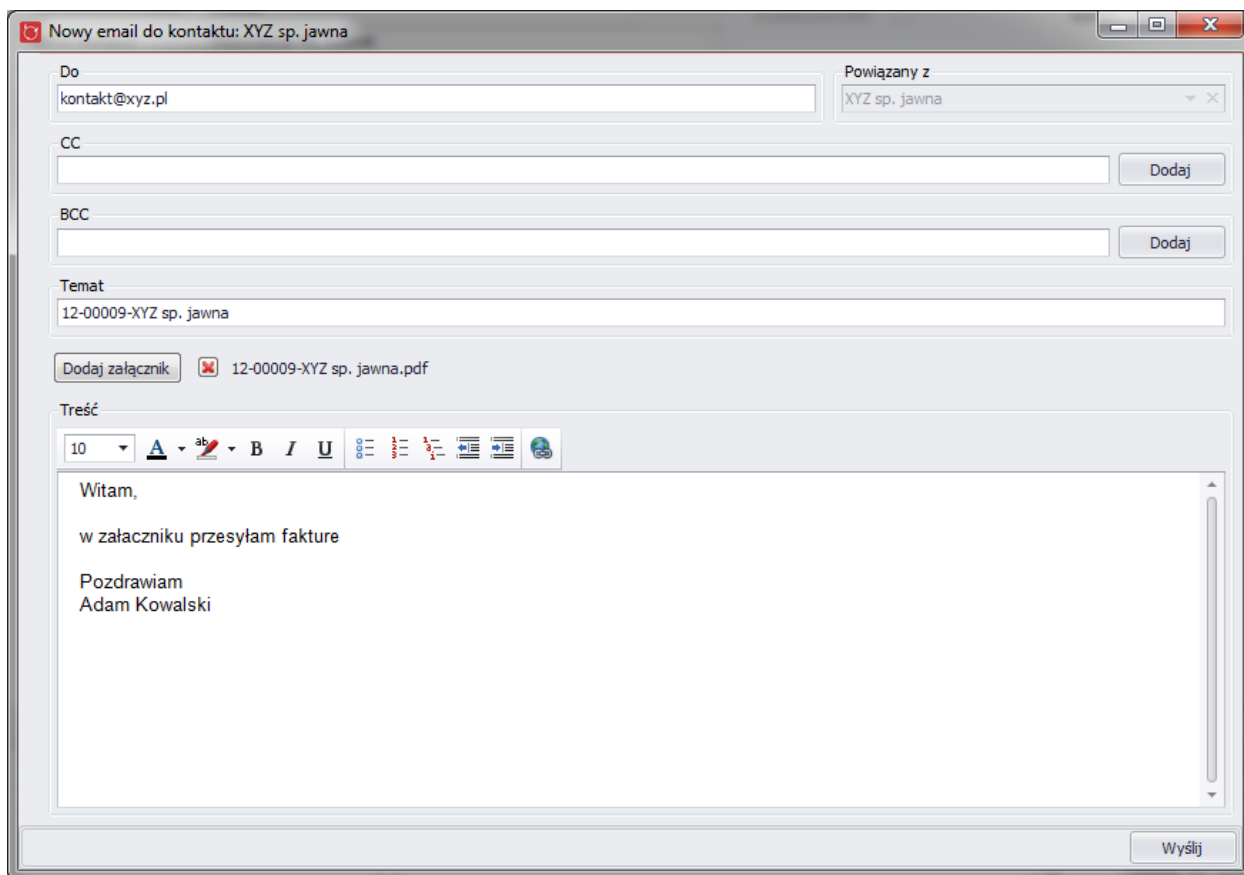 Nowy email do kontaktu: XYZ sp. jawna
Do
Powiązany z
kontakt@xyz.pl
XYZ sp. jawna
CC
Dodaj
BCC
Dodaj
Temat
12-00009-XYZ sp. jawna
Dodaj załącznik
12-00009-XYZ sp. jawna.pdf
Treść
10
A
ab
B
I
U
Witam,
w załaczniku przesyłam fakture
Pozdrawiam
Adam Kowalski
Wyślij